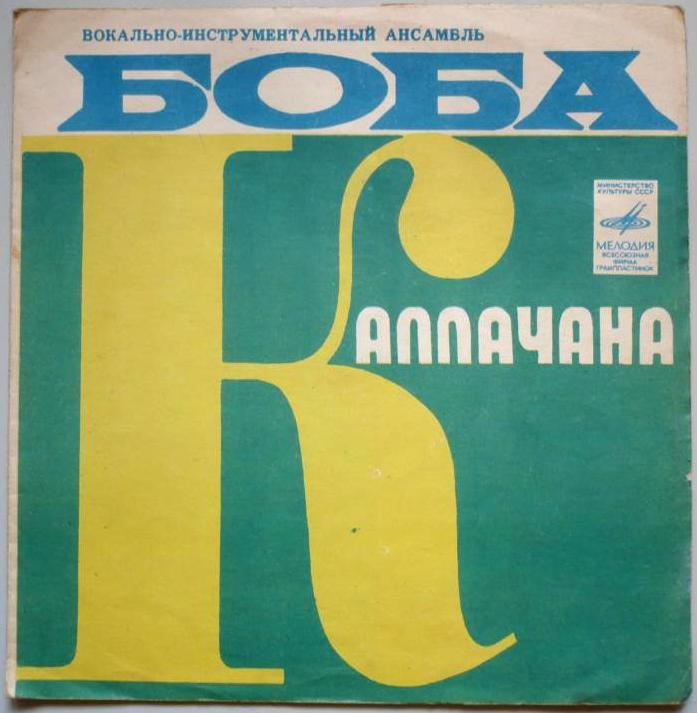 ВОКАЛЬНО-ИНСТРУМЕНТАЛЬНЫЙ АНСАМБЛЬ
БОБА
КАЛЛАЧАНА
МИНИСТЕРСТВО
КУЛЬТУРЫ СССР
МЕЛОДИЯ
ВСЕСОЮЗНАЯ
ФИРМА
ГРАМПЛАСТИНОК